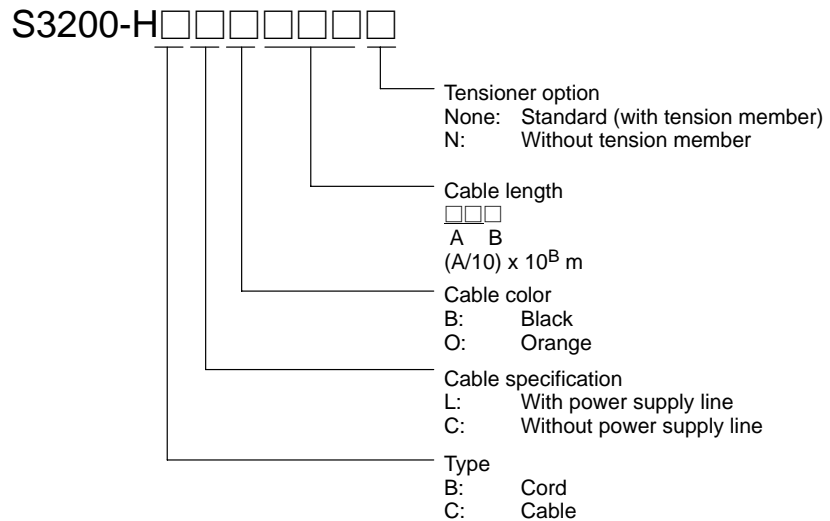 S3200-H□□□□□□□
Tensioner option
None: Standard (with tension member)
N: Without tension member
Cable length
□□□
A B
(A/10) x 10B m
Cable color
B: Black
O: Orange
Cable specification
L: With power supply line
C: Without power supply line
Type
B: Cord
C: Cable